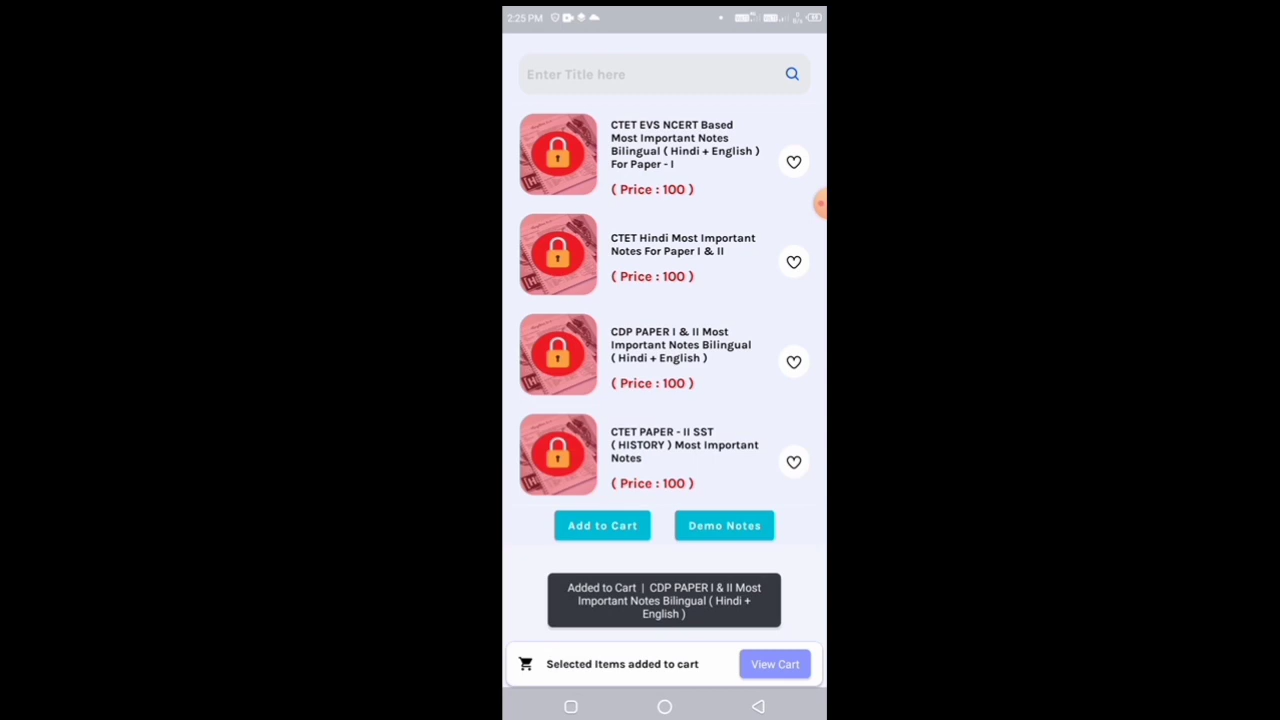 2:25 PM
Enter Title here
CTET EVS NCERT Based
Most Important Notes
Bilingual ( Hindi + English )
For Paper - I
( Price : 100 )
CTET Hindi Most Important
Notes For Paper I & II
( Price : 100 )
CDP PAPER I & II Most
Important Notes Bilingual
( Hindi + English )
( Price : 100 )
CTET PAPER - II SST
( HISTORY ) Most Important
Notes
( Price : 100 )
Add to Cart
Demo Notes
Added to Cart | CDP PAPER I & II Most
Important Notes Bilingual ( Hindi +
English )
Selected Items added to cart
View Cart